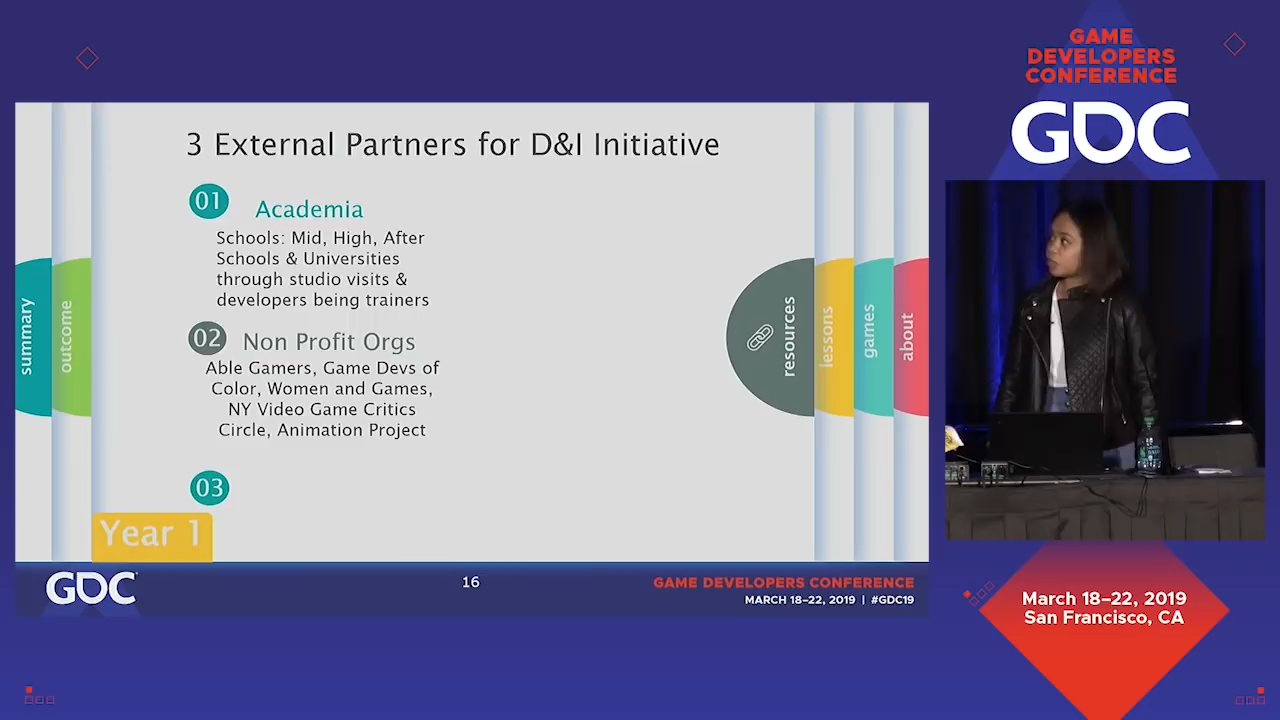 GAME
DEVELOPERS
CONFERENCE
GDC
3 External Partners for D&I Initiative
01
Academia
Schools: Mid, High, After
Schools & Universities
through studio visits &
developers being trainers
02
Non Profit Orgs
Able Gamers, Game Devs of
Color, Women and Games,
NY Video Game Critics
Circle, Animation Project
03
Year 1
summary
outcome
resources
lessons
games
about
GDC
16
GAME DEVELOPERS CONFERENCE
MARCH 18–22, 2019 | #GDC19
March 18–22, 2019
San Francisco, CA